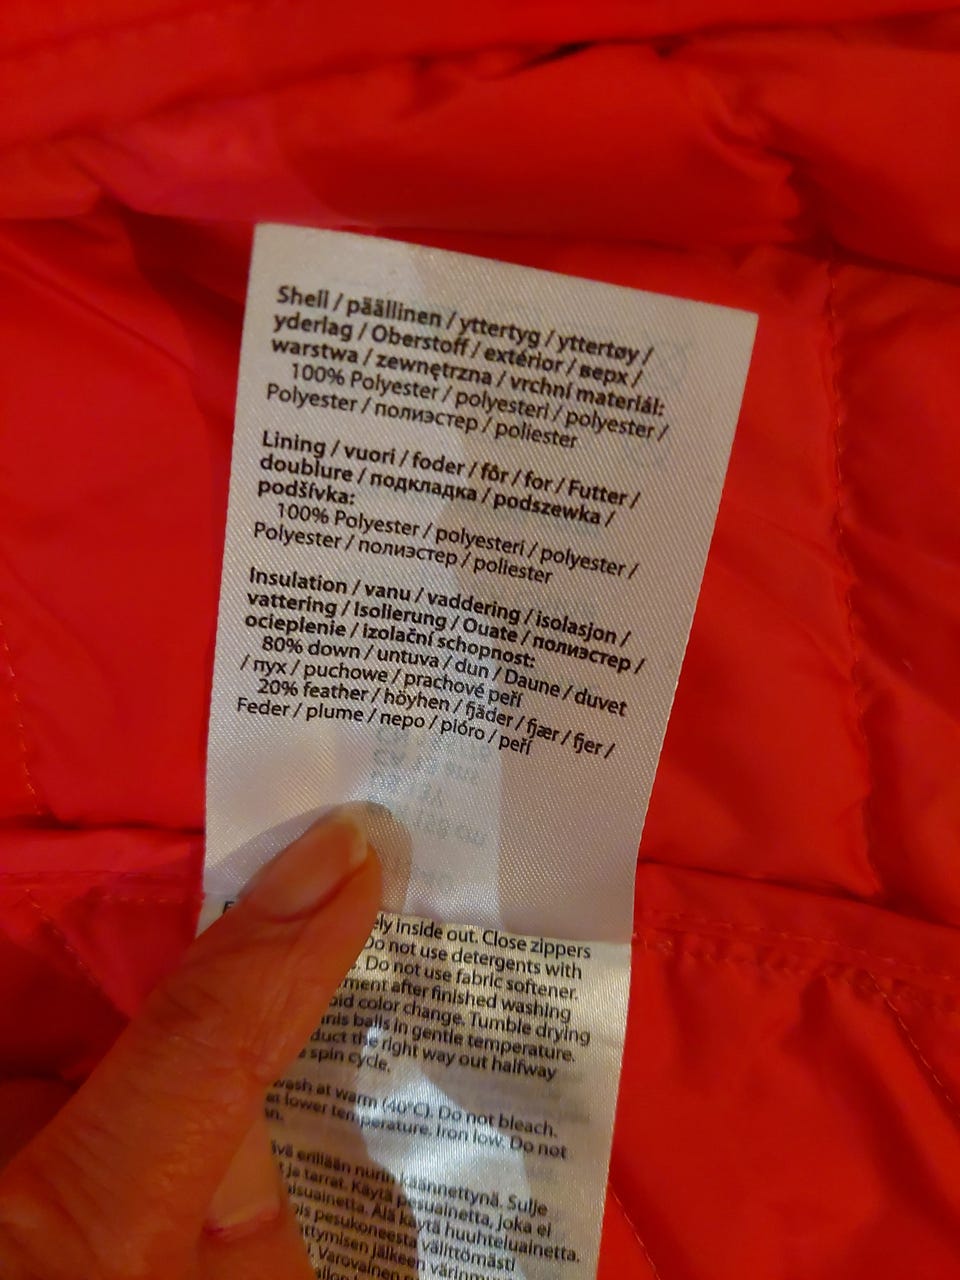 Shell / päällinen / yttertyg / yttertøy /
yderlag / Oberstoff / extérior / верх /
warstwa / zewnętrzna / vrchní materiál:
100% Polyester / polyesteri / polyester /
Polyester / полиэстер / poliester
Lining / vuori / foder / fôr / for / Futter /
doublure / подкладка / podszewka /
podšívka:
100% Polyester / polyesteri / polyester /
Polyester / полиэстер / poliester
Insulation / vanu / vaddering / isolasjon /
vattering / Isolierung / Ouate / полиэстер /
ocieplenie / izolační schopnost:
80% down / untuva / dun / Daune / duvet
/ пух / puchowe / prachové peří
20% feather / höyhen / fjäder / fjær / fjer /
Feder / plume / перо / pióro / peří
inside out. Close zippers
Do not use detergents with
Do not use fabric softener.
after finished washing
color change. Tumble drying
balls in gentle temperature.
the right way out halfway
spin cycle.
wash at warm (40°C). Do not bleach.
at lower temperature. Iron low. Do not
erillään nurin käännettynä. Sulje
ja tarrat. Käytä pesuainetta, joka ei
Älä käytä huuhteluainetta.
pesukoneesta välittömästi
jälkeen
Varovainen